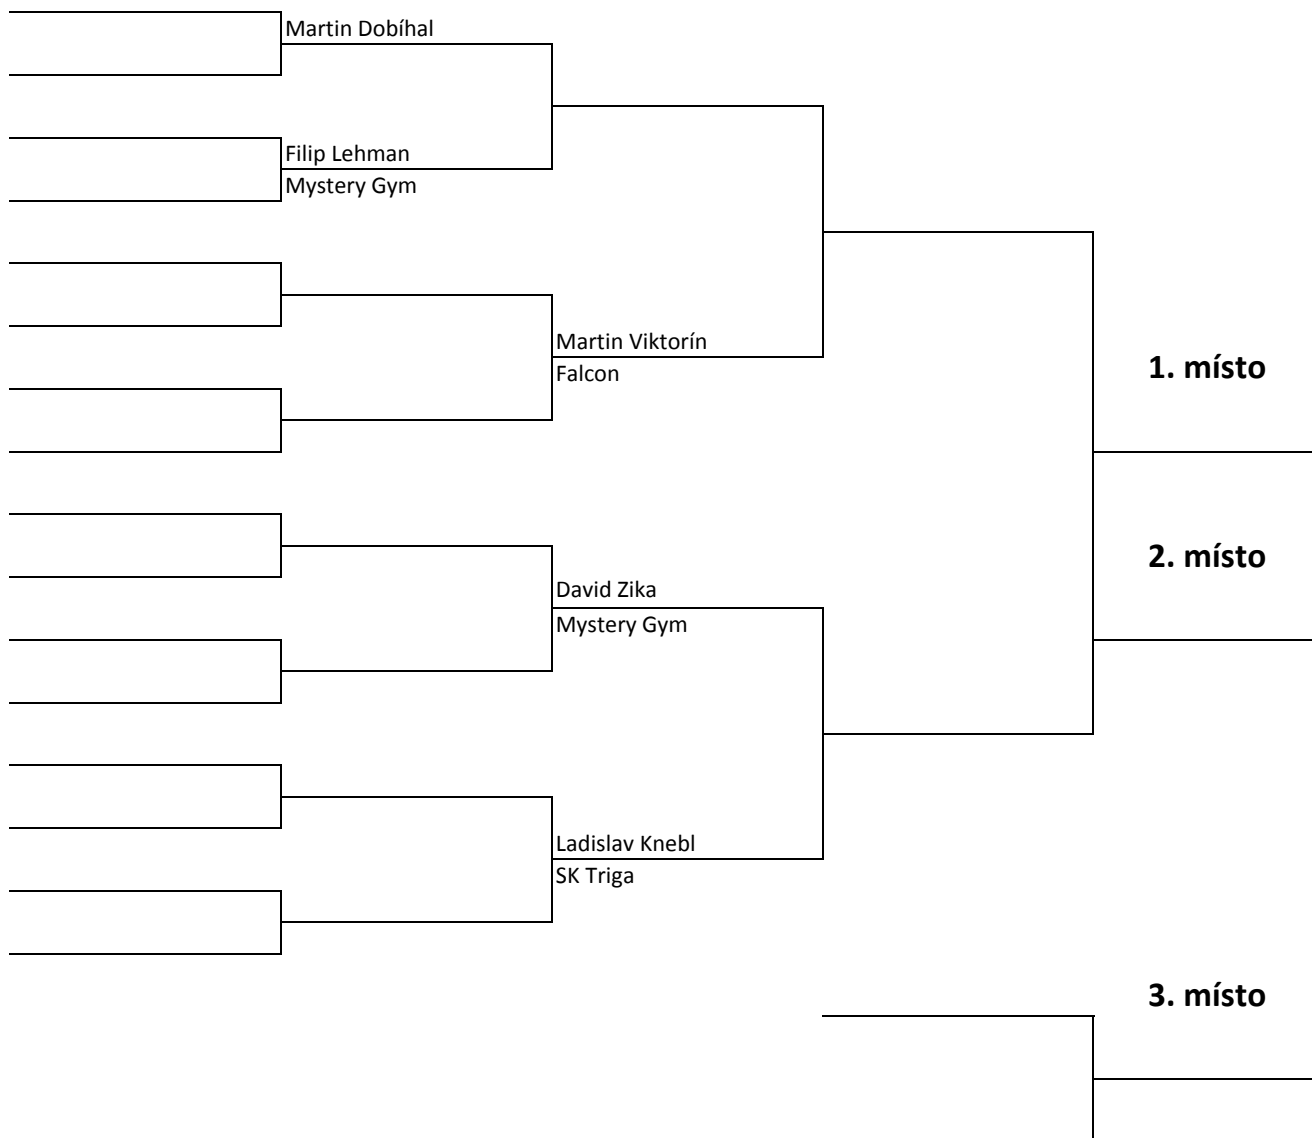 Martin Dobíhal
Filip Lehman
Mystery Gym
Martin Viktorín
Falcon
1. místo
2. místo
David Zika
Mystery Gym
Ladislav Knebl
SK Triga
3. místo